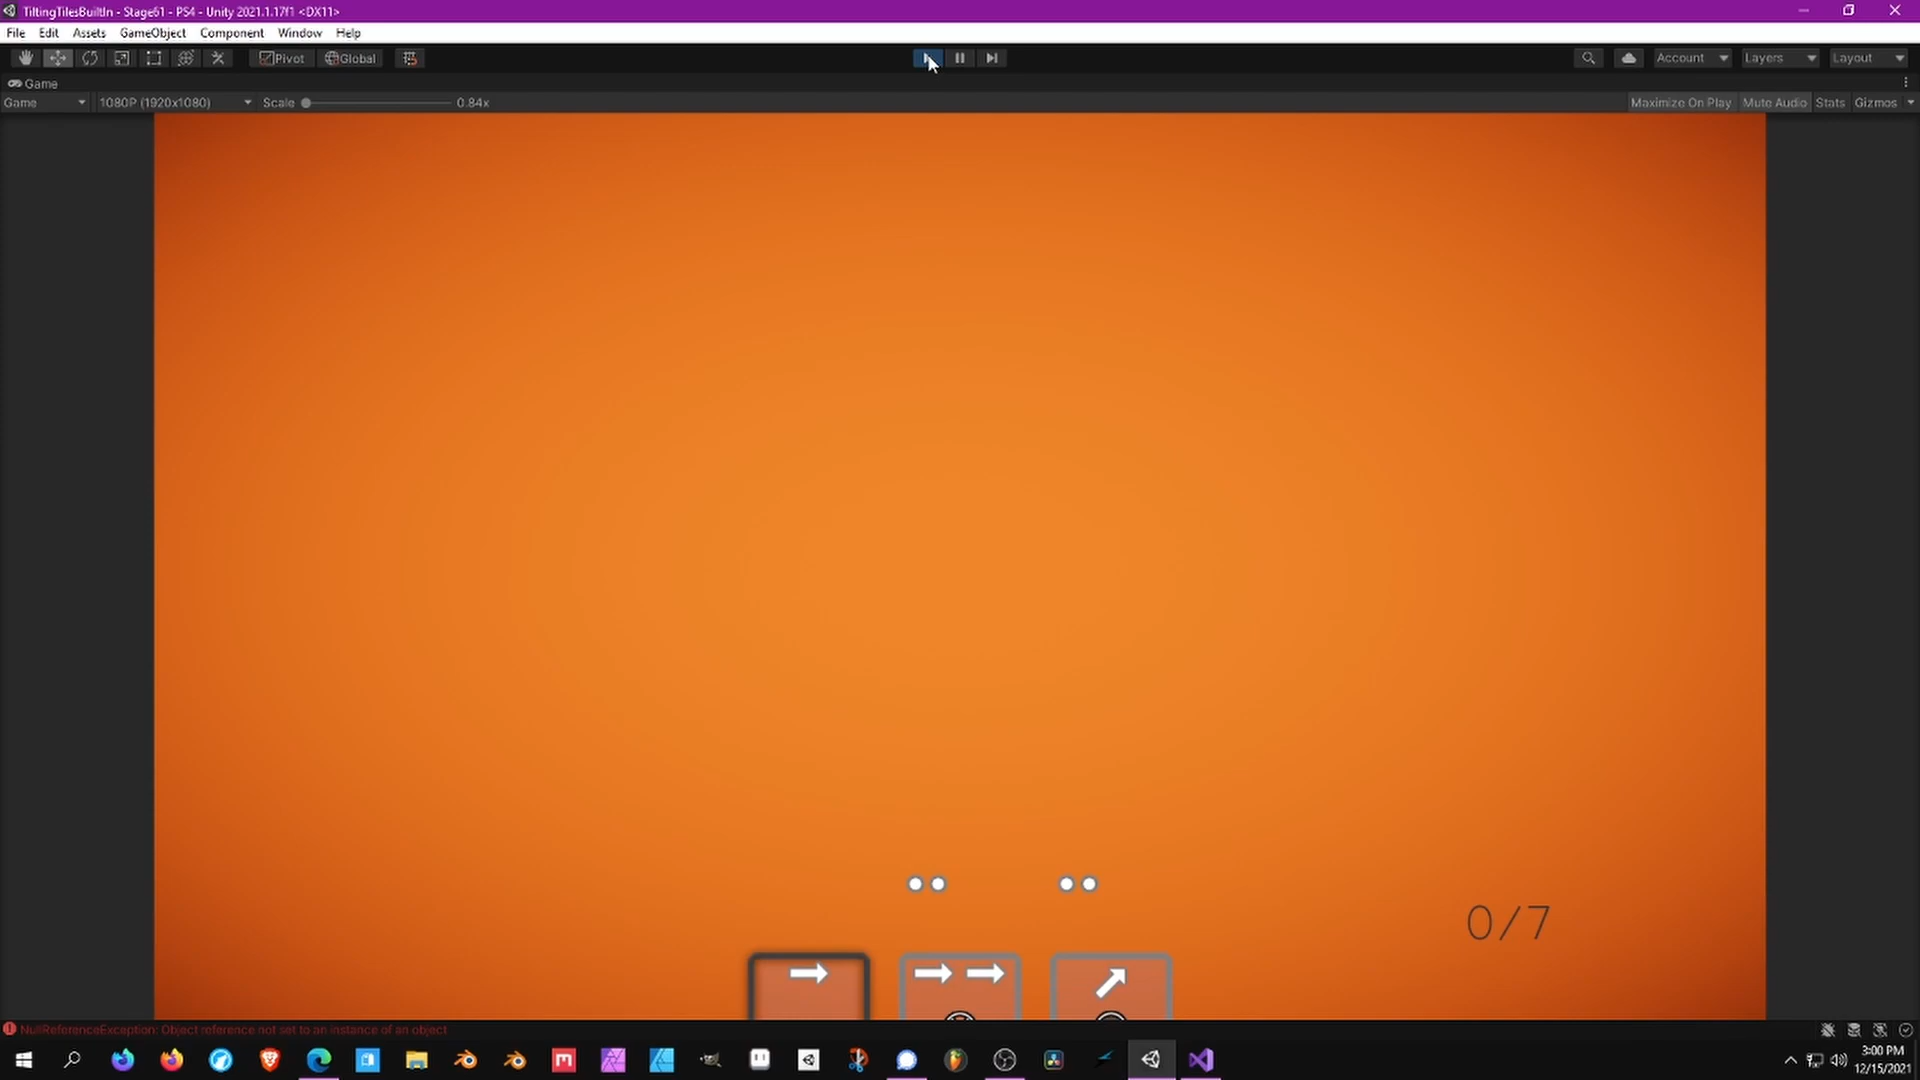 TiltingTilesBuiltIn - Stage61 - PS4 - Unity 2021.1.17f1 <DX11>
File Edit Assets GameObject Component Window Help
Pivot Global Account Layers Layout
Game
Game 1080P (1920x1080) Scale 0.84x Maximize On Play Mute Audio Stats Gizmos
0/7
NullReferenceException: Object reference not set to an instance of an object
3:00 PM
12/15/2021